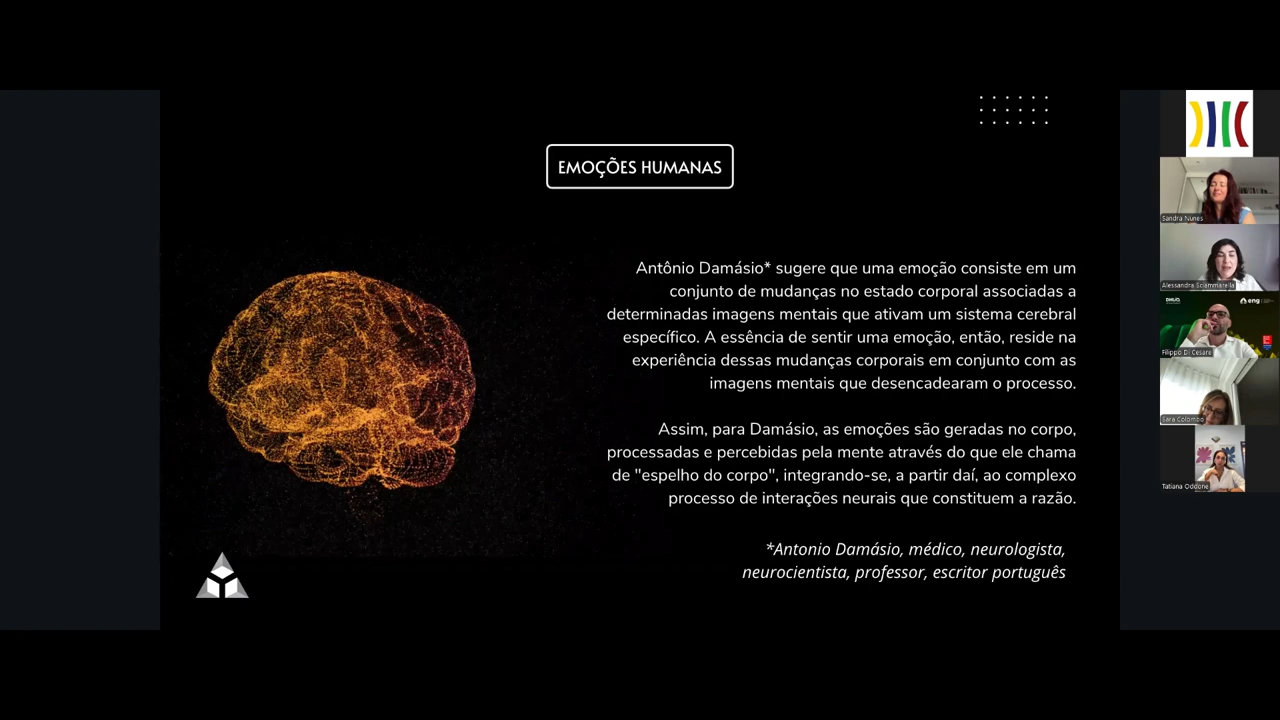 EMOÇÕES HUMANAS
Antônio Damásio* sugere que uma emoção consiste em um
conjunto de mudanças no estado corporal associadas a
determinadas imagens mentais que ativam um sistema cerebral
específico. A essência de sentir uma emoção, então, reside na
experiência dessas mudanças corporais em conjunto com as
imagens mentais que desencadearam o processo.
Assim, para Damásio, as emoções são geradas no corpo,
processadas e percebidas pela mente através do que ele chama
de "espelho do corpo", integrando-se, a partir daí, ao complexo
processo de interações neurais que constituem a razão.
*Antonio Damásio, médico, neurologista,
neurocientista, professor, escritor português
Sandra Nunes
Alessandra Sciammarella
eng
Filippo Di Cesare
Sara Colombo
Tatiana Oddone